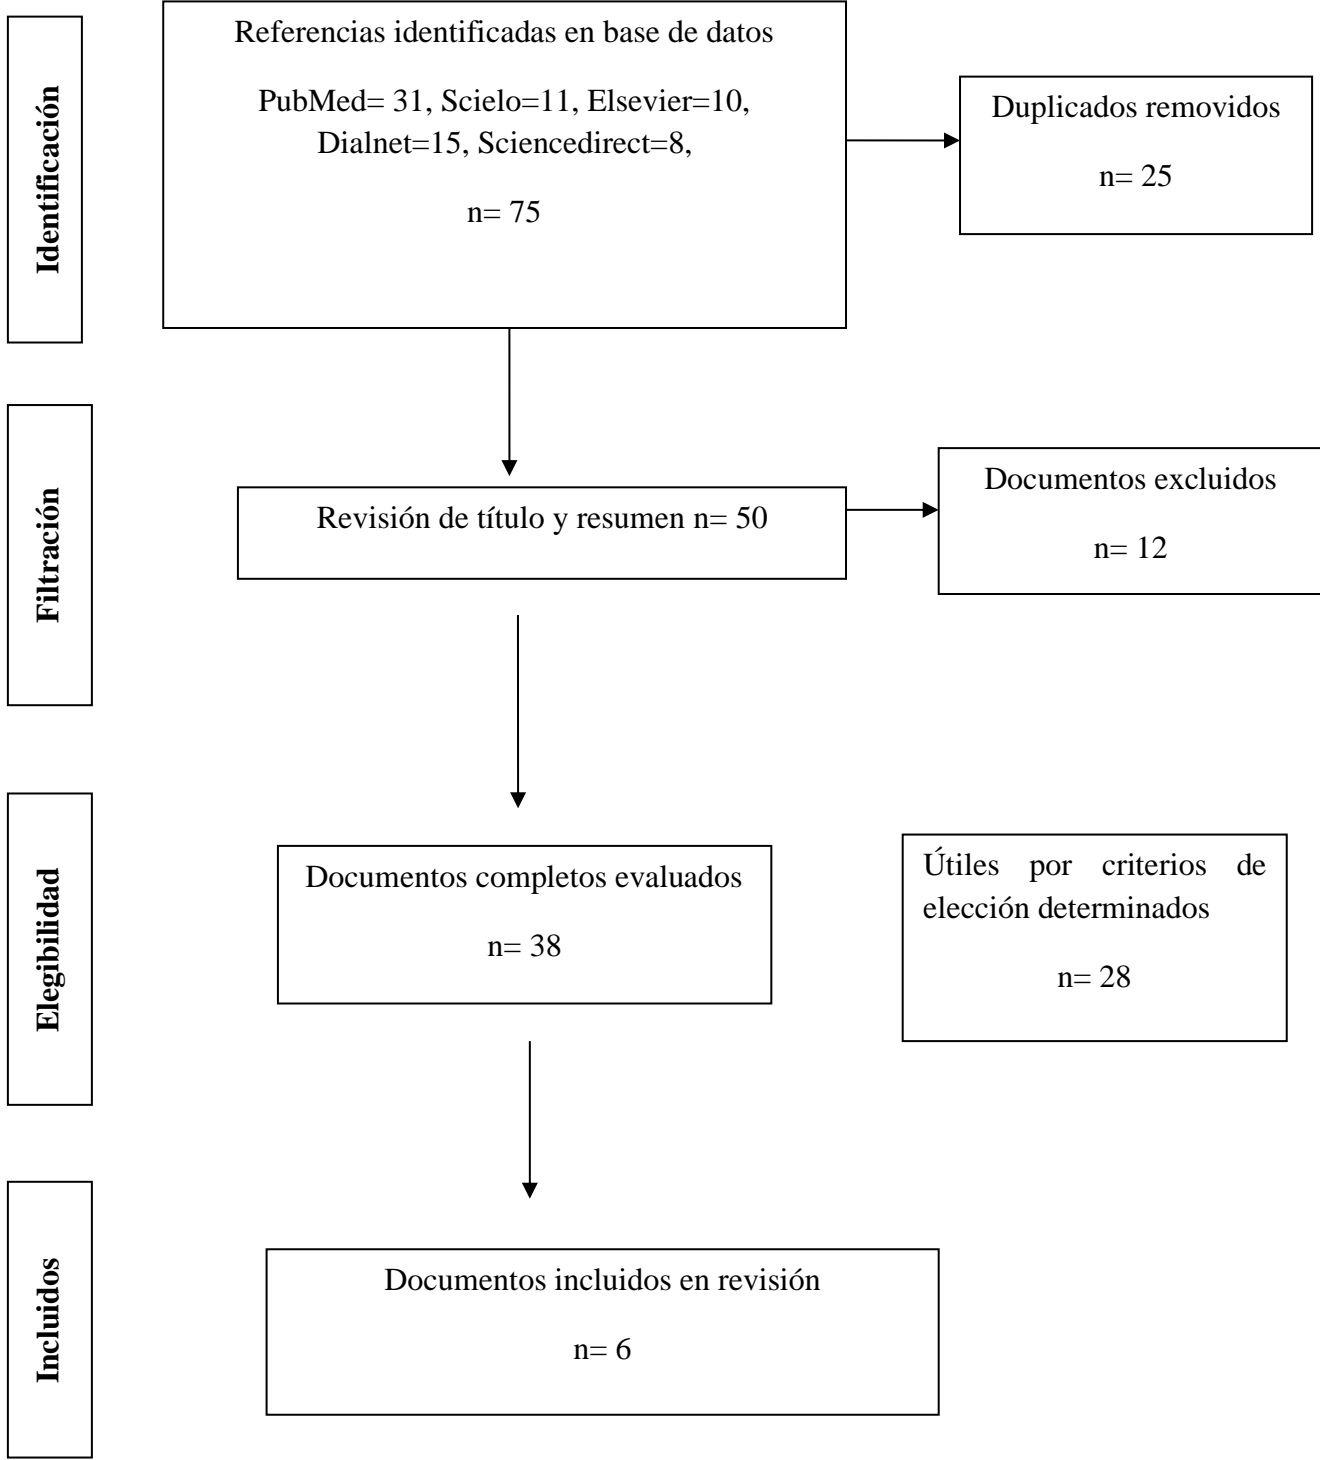 Identificación
Referencias identificadas en base de datos
PubMed= 31, Scielo=11, Elsevier=10,
Dialnet=15, Sciencedirect=8,
n= 75
Duplicados removidos
n= 25
Filtración
Revisión de título y resumen n= 50
Documentos excluidos
n= 12
Elegibilidad
Documentos completos evaluados
n= 38
Útiles por criterios de
elección determinados
n= 28
Incluidos
Documentos incluidos en revisión
n= 6